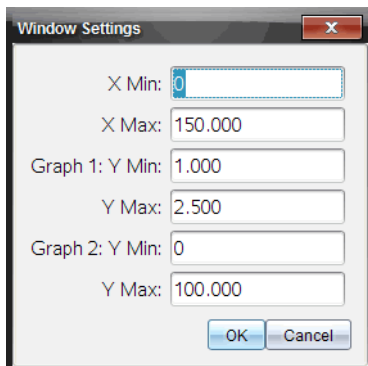 Window Settings
X
X Min: 0
X Max: 150.000
Graph 1: Y Min: 1.000
Y Max: 2.500
Graph 2: Y Min: 0
Y Max: 100.000
OK Cancel